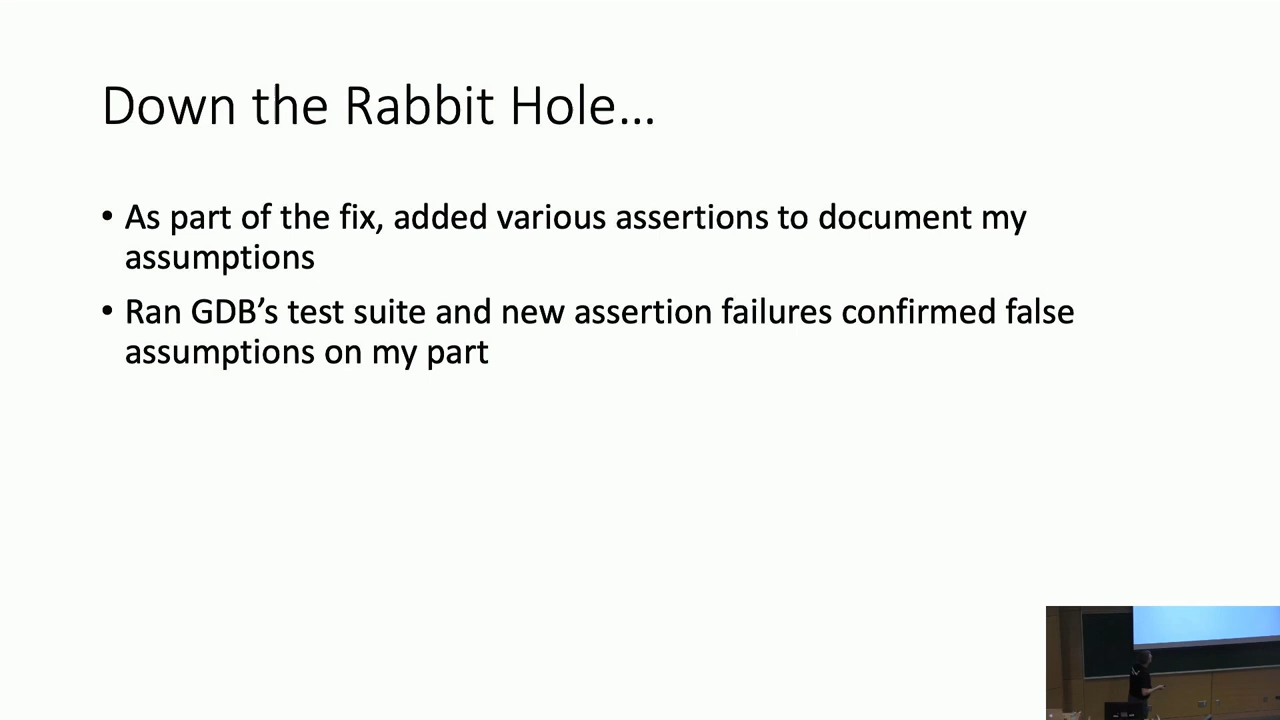 Down the Rabbit Hole...
• As part of the fix, added various assertions to document my
assumptions
• Ran GDB’s test suite and new assertion failures confirmed false
assumptions on my part